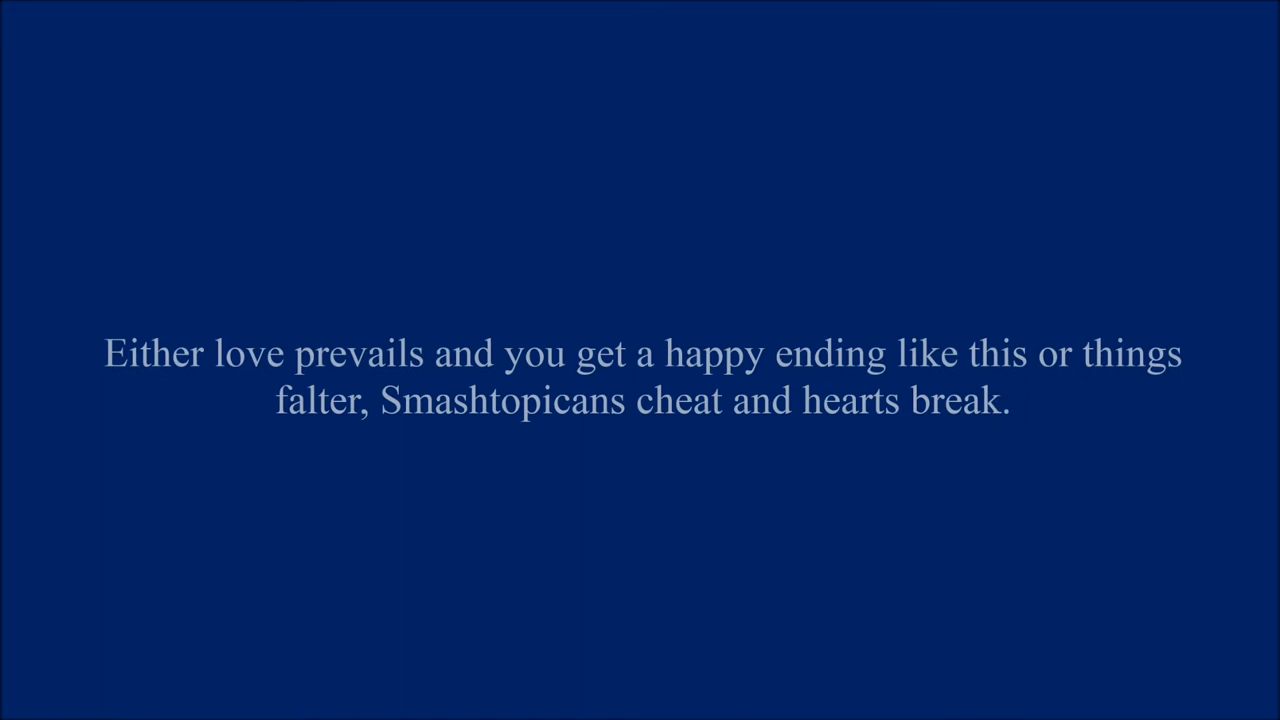 Either love prevails and you get a happy ending like this or things
falter, Smashtopicans cheat and hearts break.